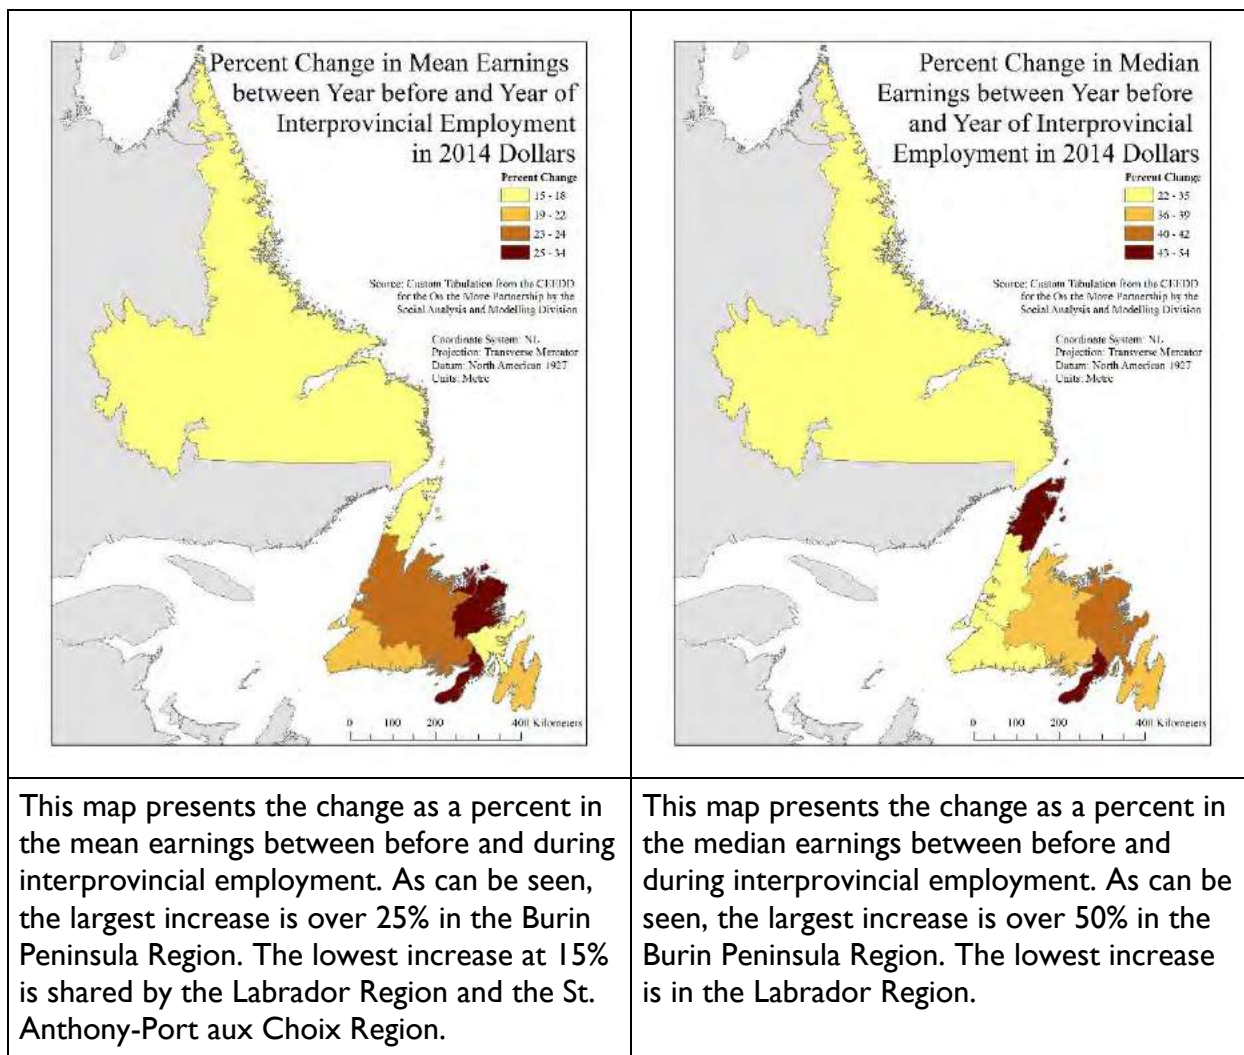 Percent Change in Mean Earnings
between Year before and Year of
Interprovincial Employment
in 2014 Dollars
Percent Change
15 - 18
19 - 22
23 - 24
25 - 34
Source: Custom Tabulation from the CEEDD
for the On the Move Partnership by the
Social Analysis and Modelling Division
Coordinate System: NL
Projection: Transverse Mercator
Datum: North American 1927
Units: Metre
0 100 200 400 Kilometers
Percent Change in Median
Earnings between Year before
and Year of Interprovincial
Employment in 2014 Dollars
Percent Change
22 - 35
36 - 39
40 - 42
43 - 54
Source: Custom Tabulation from the CEEDD
for the On the Move Partnership by the
Social Analysis and Modelling Division
Coordinate System: NL
Projection: Transverse Mercator
Datum: North American 1927
Units: Metre
0 100 200 400 Kilometers
This map presents the change as a percent in
the mean earnings between before and during
interprovincial employment. As can be seen,
the largest increase is over 25% in the Burin
Peninsula Region. The lowest increase at 15%
is shared by the Labrador Region and the St.
Anthony-Port aux Choix Region.
This map presents the change as a percent in
the median earnings between before and
during interprovincial employment. As can be
seen, the largest increase is over 50% in the
Burin Peninsula Region. The lowest increase
is in the Labrador Region.